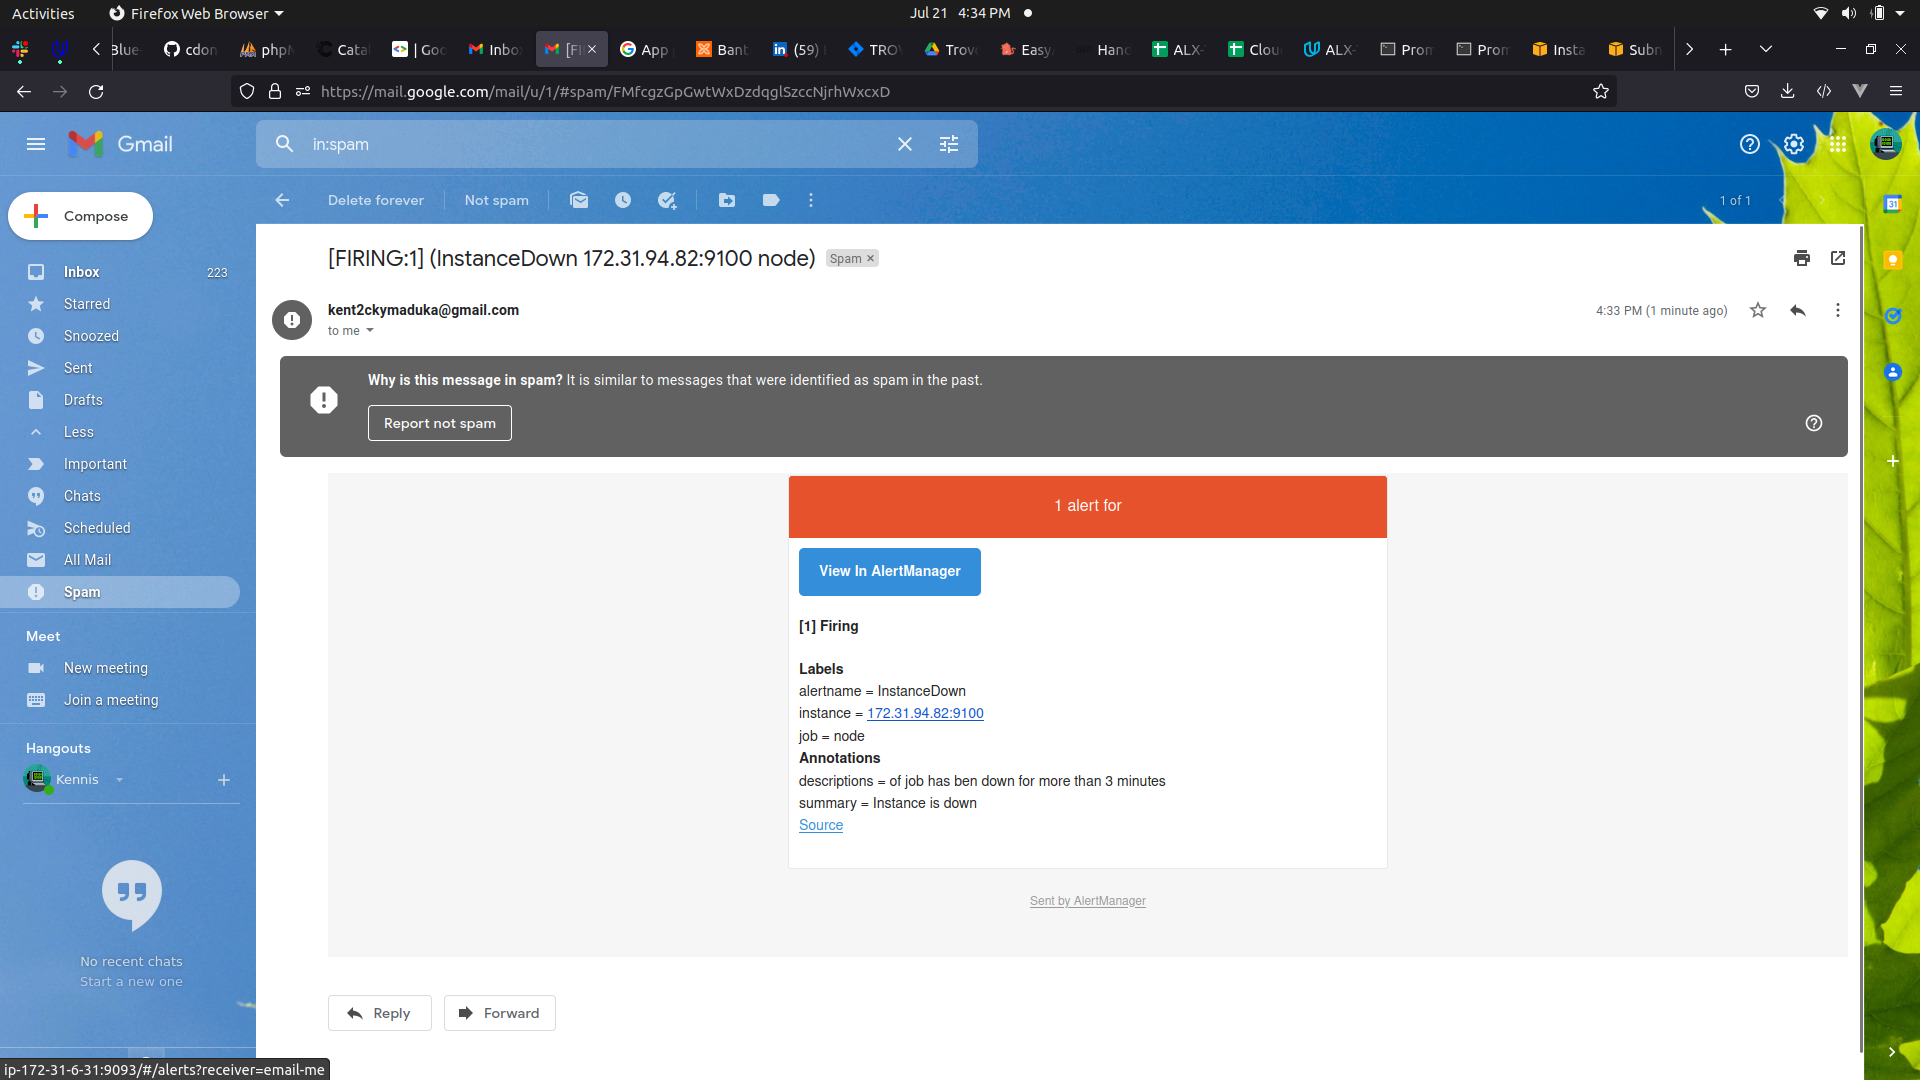 Activities
Firefox Web Browser
Jul 21 4:34 PM
Blue-
cdon
phpM
Cata
Goo
Inbo
[FI
App
Bant
(59)
TROV
Trove
Easy
Hand
ALX-
Clou
ALX-
Prom
Prom
Insta
Subn
https://mail.google.com/mail/u/1/#spam/FMfcgzGpGwtWxDzdqglSzccNjrhWxcxD
Gmail
in:spam
Compose
Delete forever
Not spam
1 of 1
31
Inbox 223
Starred
Snoozed
Sent
Drafts
Less
Important
Chats
Scheduled
All Mail
Spam
Meet
New meeting
Join a meeting
Hangouts
Kennis
No recent chats
Start a new one
[FIRING:1] (InstanceDown 172.31.94.82:9100 node)
Spam ×
kent2ckymaduka@gmail.com
4:33 PM (1 minute ago)
to me
Why is this message in spam? It is similar to messages that were identified as spam in the past.
Report not spam
1 alert for
View In AlertManager
[1] Firing
Labels
alertname = InstanceDown
instance = 172.31.94.82:9100
job = node
Annotations
descriptions = of job has ben down for more than 3 minutes
summary = Instance is down
Source
Sent by AlertManager
Reply
Forward
ip-172-31-6-31:9093/#/alerts?receiver=email-me